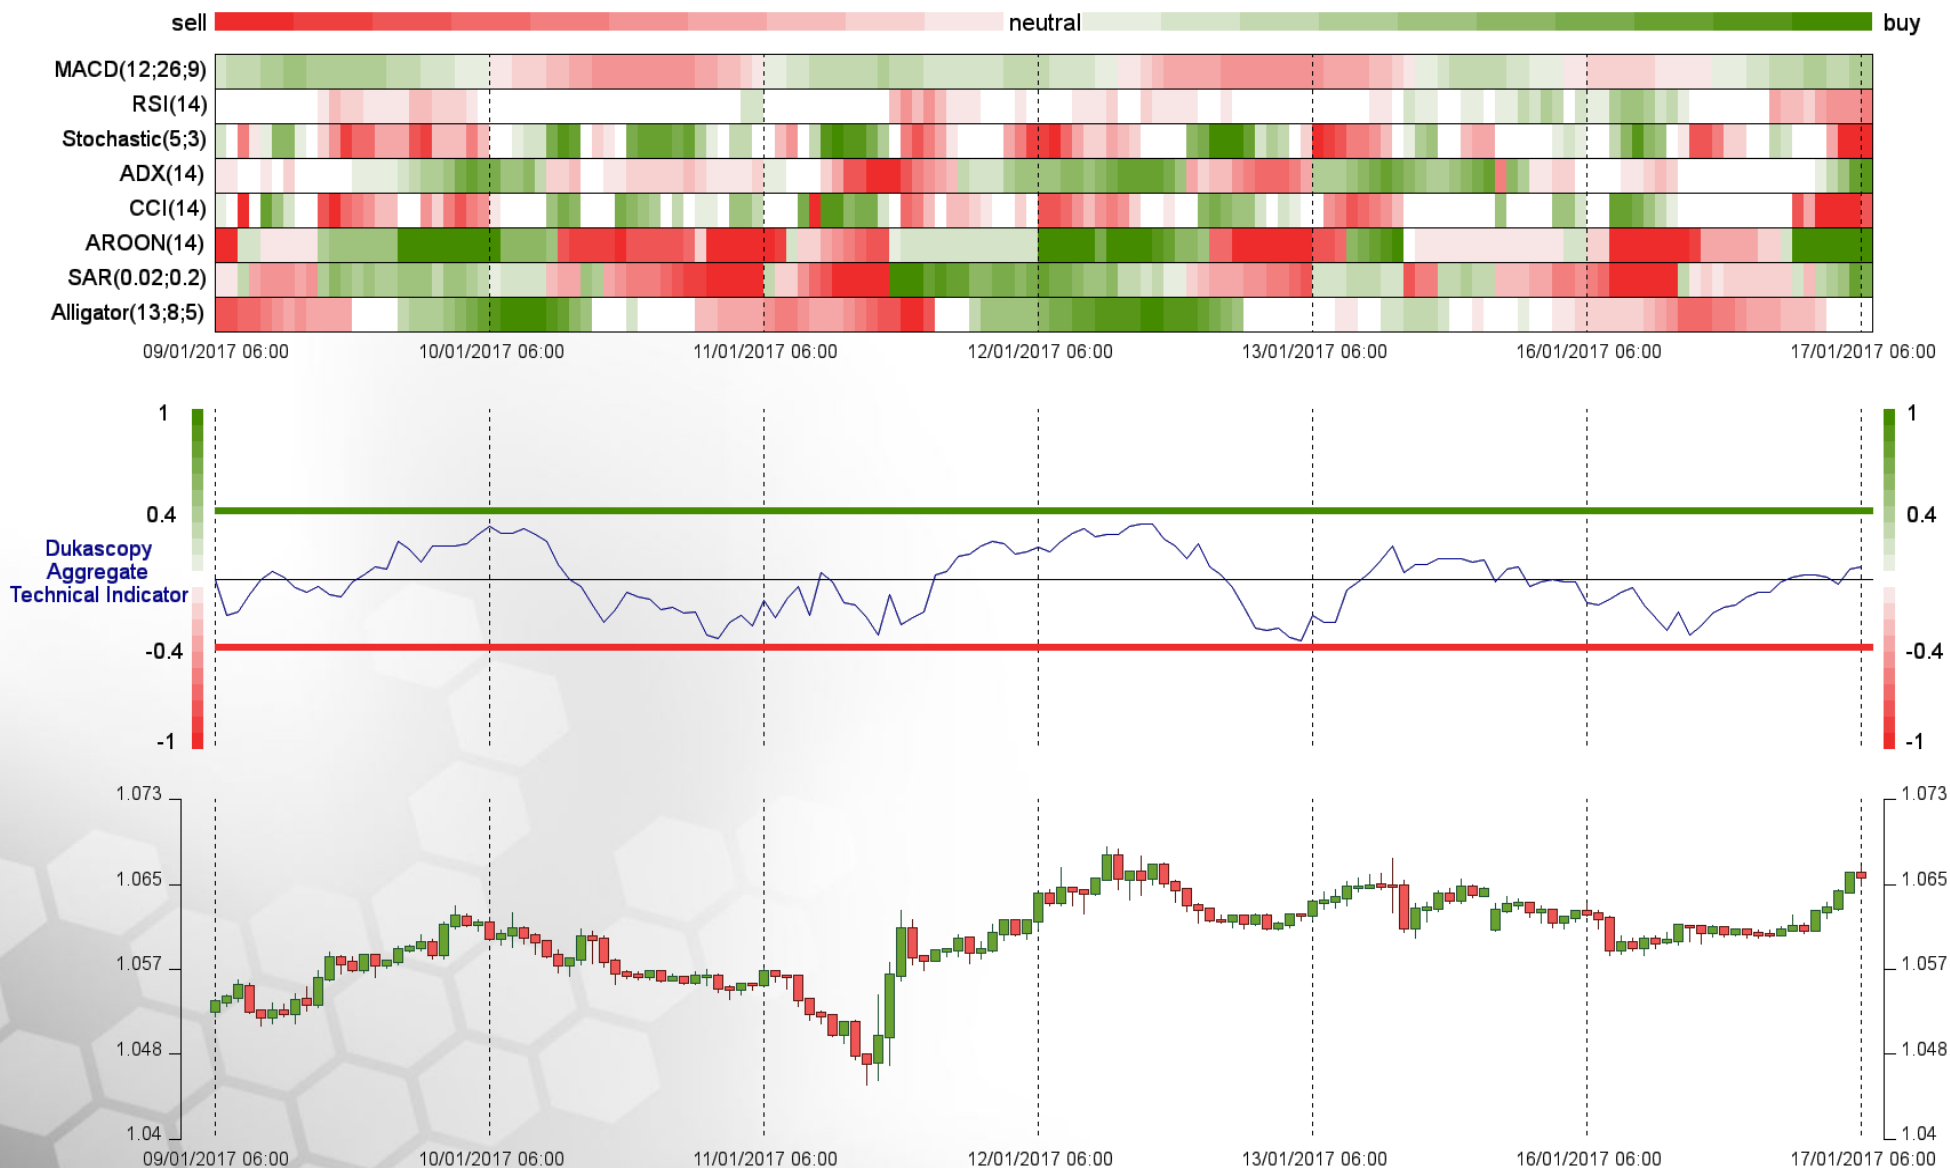 sell neutral buy
MACD(12;26;9)
RSI(14)
Stochastic(5;3)
ADX(14)
CCI(14)
AROON(14)
SAR(0.02;0.2)
Alligator(13;8;5)
09/01/2017 06:00 10/01/2017 06:00 11/01/2017 06:00 12/01/2017 06:00 13/01/2017 06:00 16/01/2017 06:00 17/01/2017 06:00
1 1
0.4 0.4
Dukascopy
Aggregate
Technical Indicator
-0.4 -0.4
-1 -1
1.073 1.073
1.065 1.065
1.057 1.057
1.048 1.048
1.04 1.04
09/01/2017 06:00 10/01/2017 06:00 11/01/2017 06:00 12/01/2017 06:00 13/01/2017 06:00 16/01/2017 06:00 17/01/2017 06:00